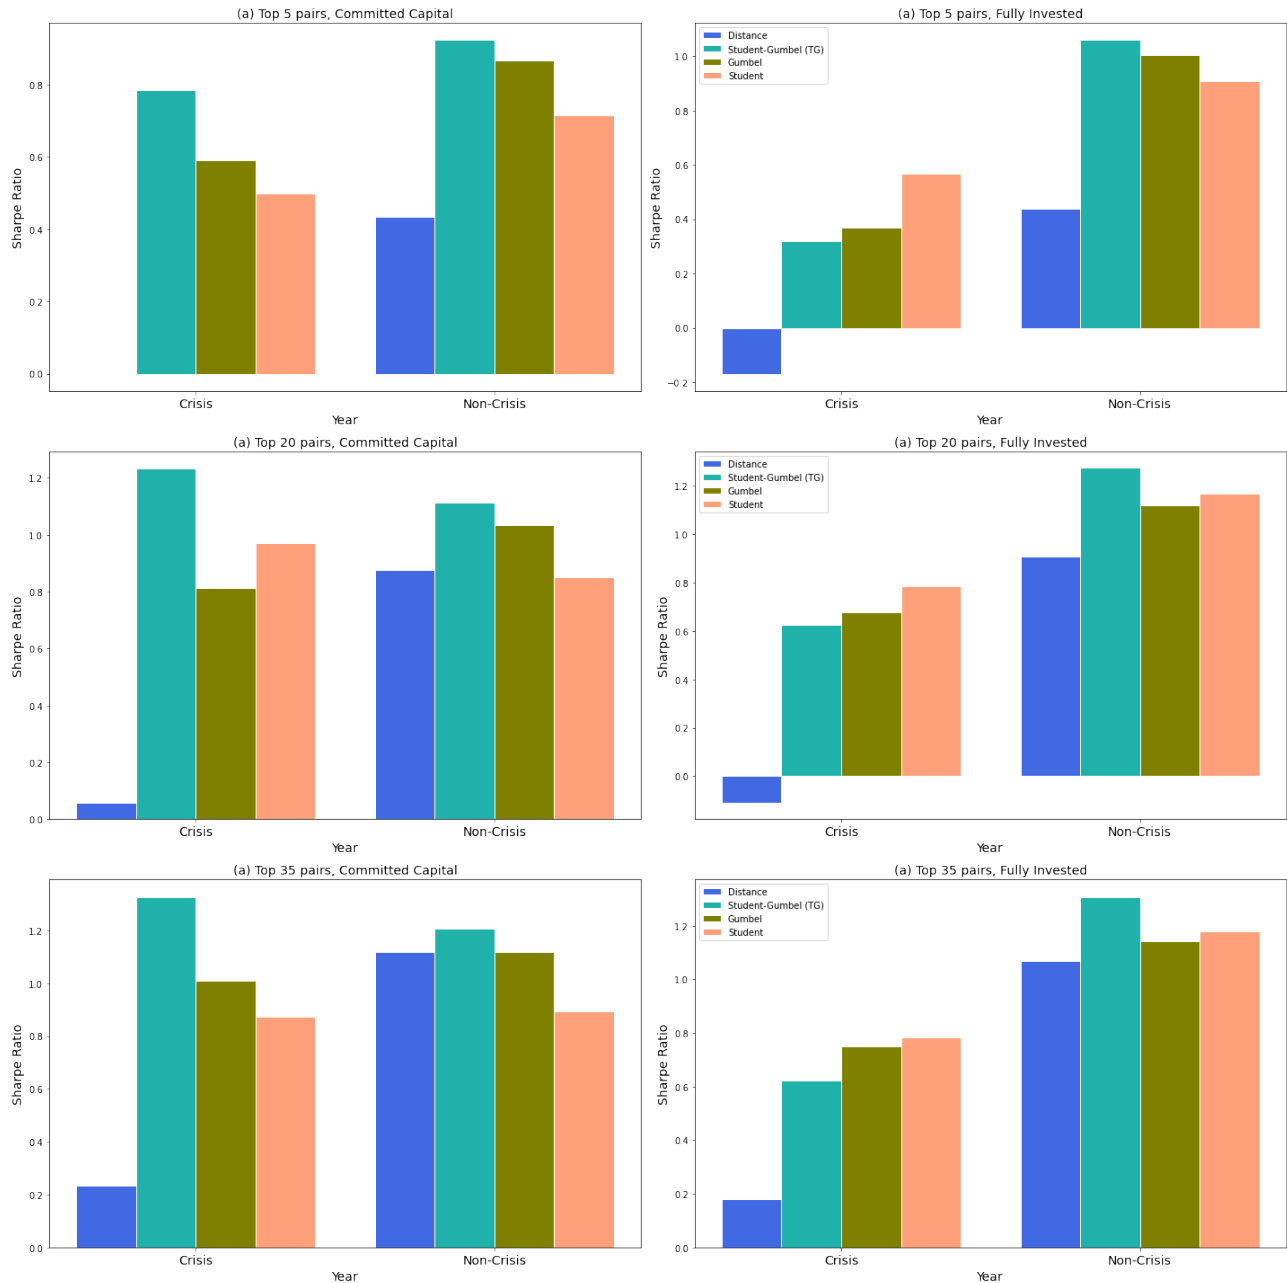 (a) Top 5 pairs, Committed Capital
Sharpe Ratio
0.8
0.6
0.4
0.2
0.0
Crisis
Non-Crisis
Year
(a) Top 5 pairs, Fully Invested
Distance
Student-Gumbel (TG)
Gumbel
Student
Sharpe Ratio
1.0
0.8
0.6
0.4
0.2
0.0
−0.2
Crisis
Non-Crisis
Year
(a) Top 20 pairs, Committed Capital
Sharpe Ratio
1.2
1.0
0.8
0.6
0.4
0.2
0.0
Crisis
Non-Crisis
Year
(a) Top 20 pairs, Fully Invested
Distance
Student-Gumbel (TG)
Gumbel
Student
Sharpe Ratio
1.2
1.0
0.8
0.6
0.4
0.2
0.0
Crisis
Non-Crisis
Year
(a) Top 35 pairs, Committed Capital
Sharpe Ratio
1.2
1.0
0.8
0.6
0.4
0.2
0.0
Crisis
Non-Crisis
Year
(a) Top 35 pairs, Fully Invested
Distance
Student-Gumbel (TG)
Gumbel
Student
Sharpe Ratio
1.2
1.0
0.8
0.6
0.4
0.2
0.0
Crisis
Non-Crisis
Year